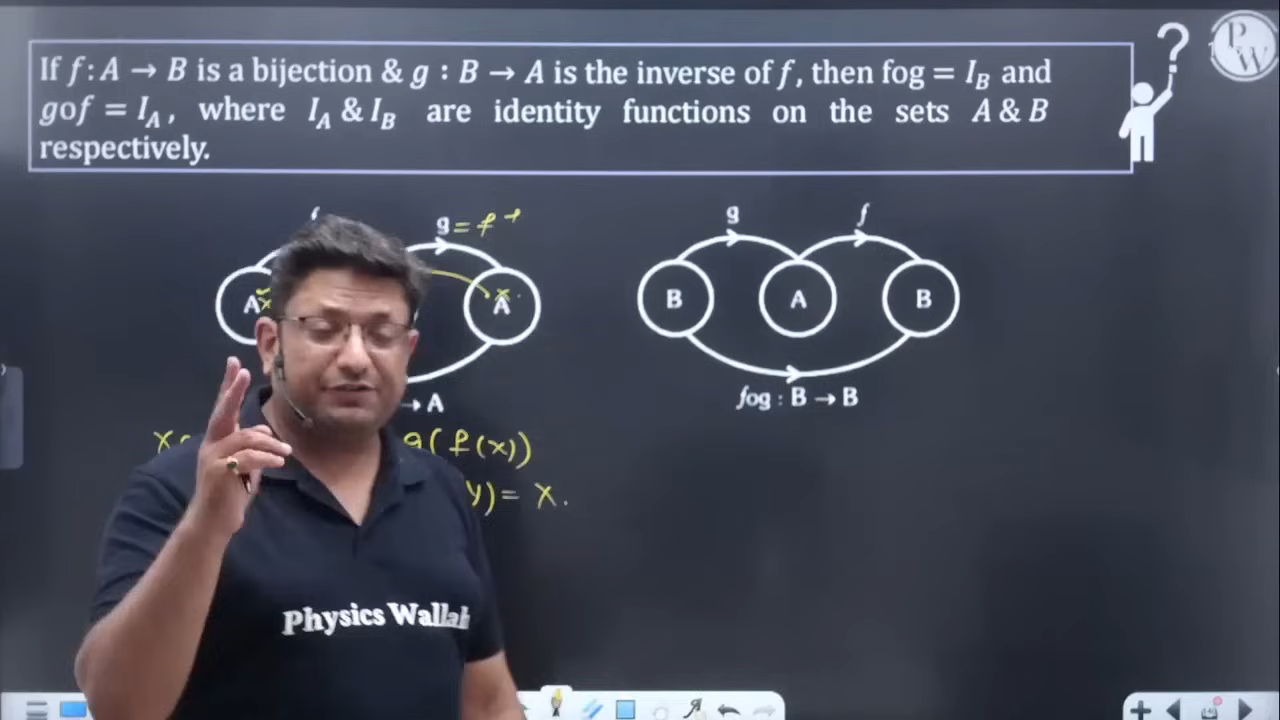 If f: A → B is a bijection & g : B → A is the inverse of f, then fog = I_B and
gof = I_A, where I_A & I_B are identity functions on the sets A & B
respectively.
PW
g = f⁻¹
g
f
A x
x A
B
A
B
→ A
fog : B → B
g(f(x))
y) = x.
Physics Wallah